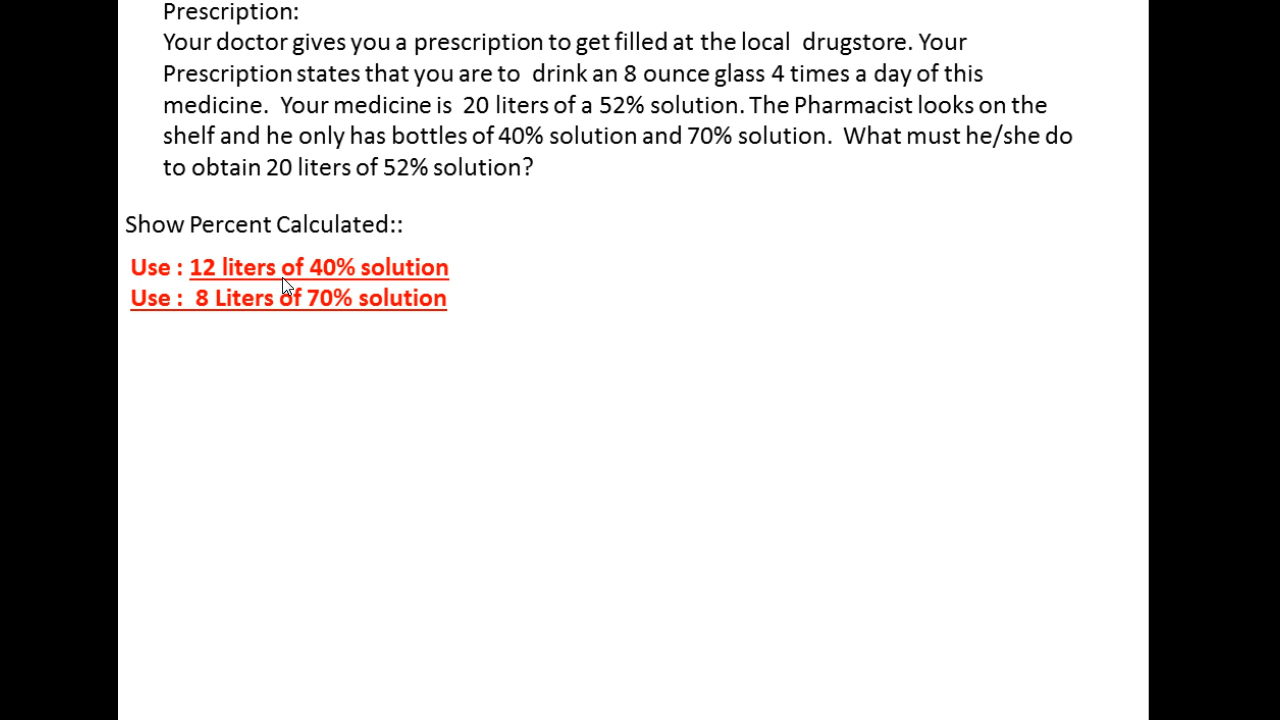 Prescription:
Your doctor gives you a prescription to get filled at the local drugstore. Your
Prescription states that you are to drink an 8 ounce glass 4 times a day of this
medicine. Your medicine is 20 liters of a 52% solution. The Pharmacist looks on the
shelf and he only has bottles of 40% solution and 70% solution. What must he/she do
to obtain 20 liters of 52% solution?
Show Percent Calculated::
Use : 12 liters of 40% solution
Use : 8 Liters of 70% solution